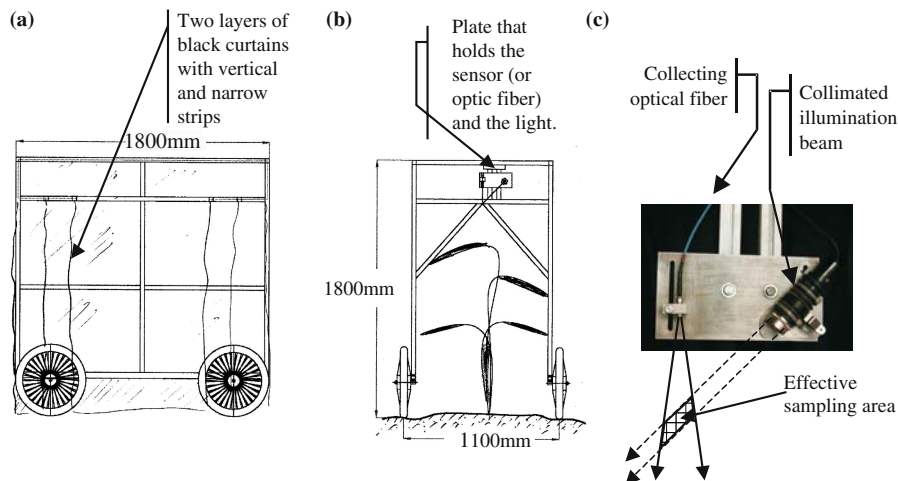 (a)
Two layers of
black curtains
with vertical
and narrow
strips
1800mm
(b)
Plate that
holds the
sensor (or
optic fiber)
and the light.
1800mm
1100mm
(c)
Collecting
optical fiber
Collimated
illumination
beam
Effective
sampling area